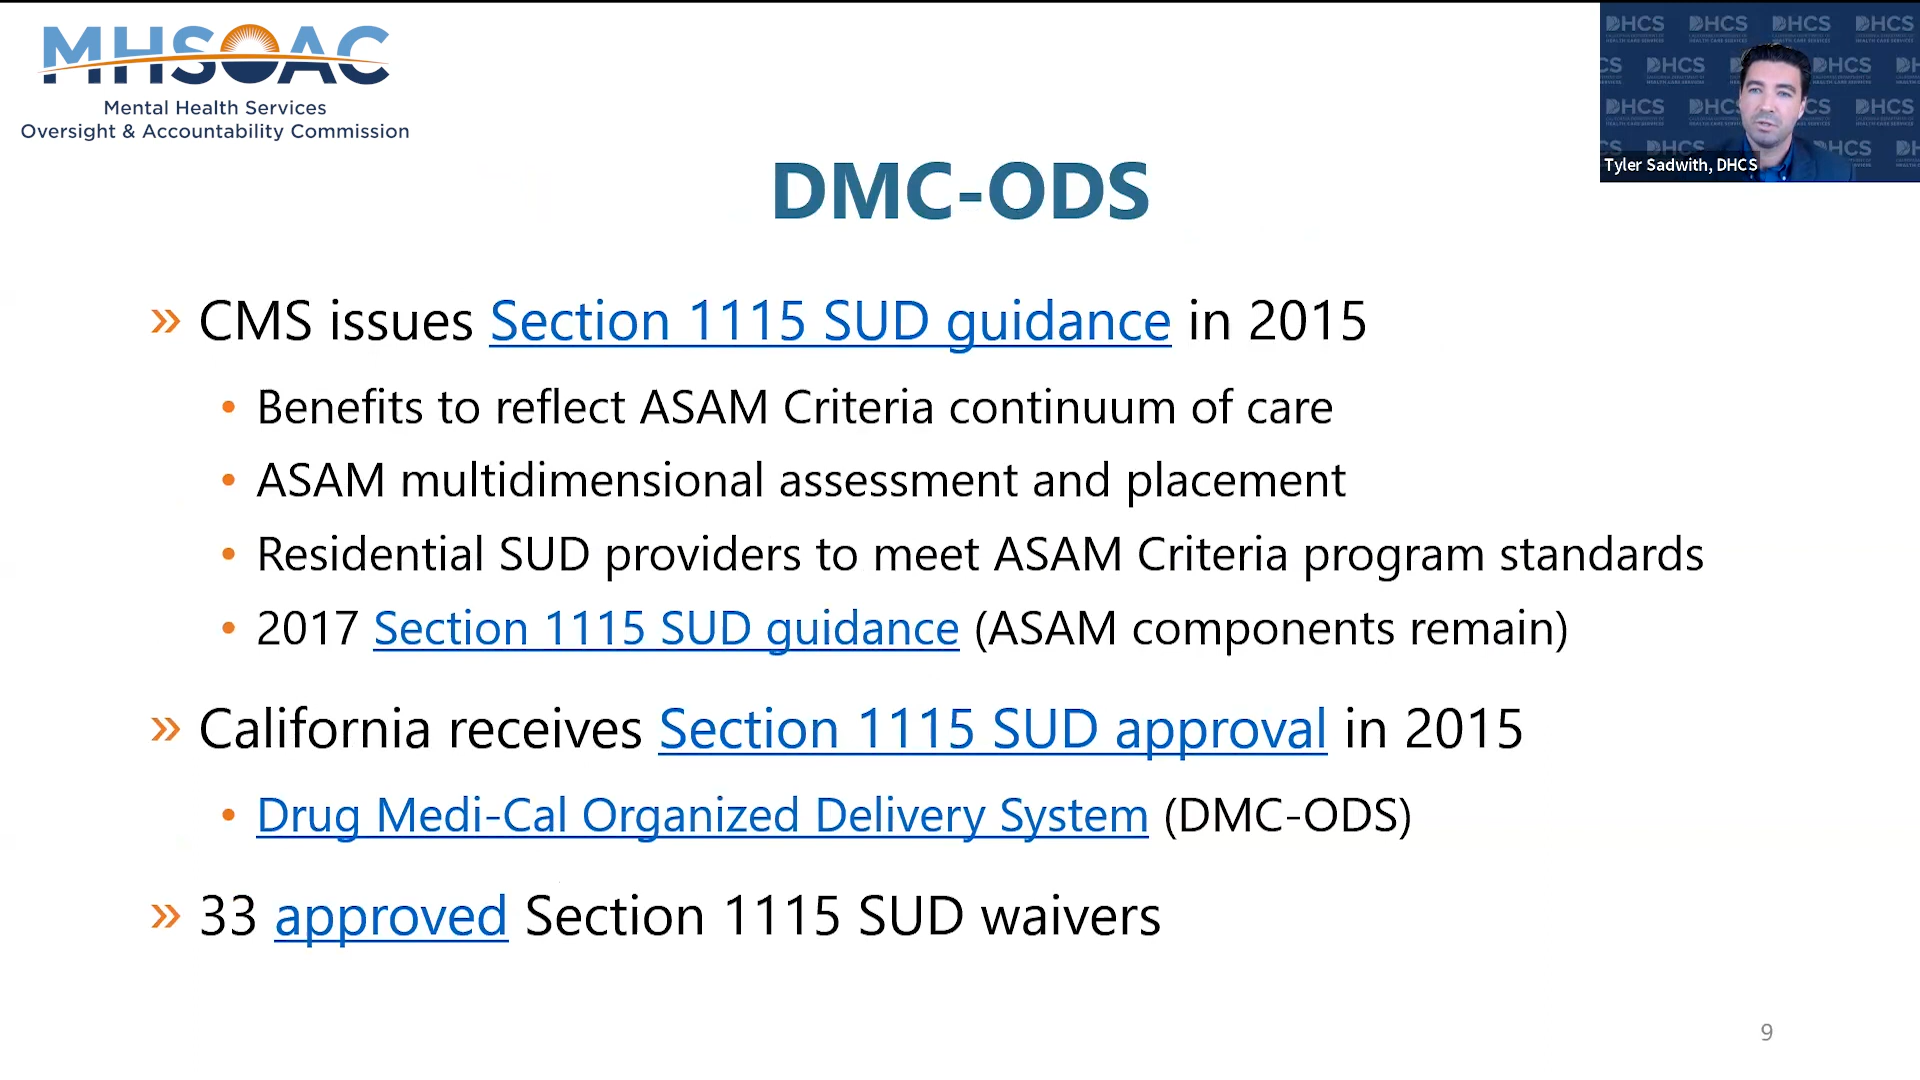 MHSOAC
Mental Health Services
Oversight & Accountability Commission
DHCS
Tyler Sadwith, DHCS
DMC-ODS
» CMS issues Section 1115 SUD guidance in 2015
• Benefits to reflect ASAM Criteria continuum of care
• ASAM multidimensional assessment and placement
• Residential SUD providers to meet ASAM Criteria program standards
• 2017 Section 1115 SUD guidance (ASAM components remain)
» California receives Section 1115 SUD approval in 2015
• Drug Medi-Cal Organized Delivery System (DMC-ODS)
» 33 approved Section 1115 SUD waivers
9